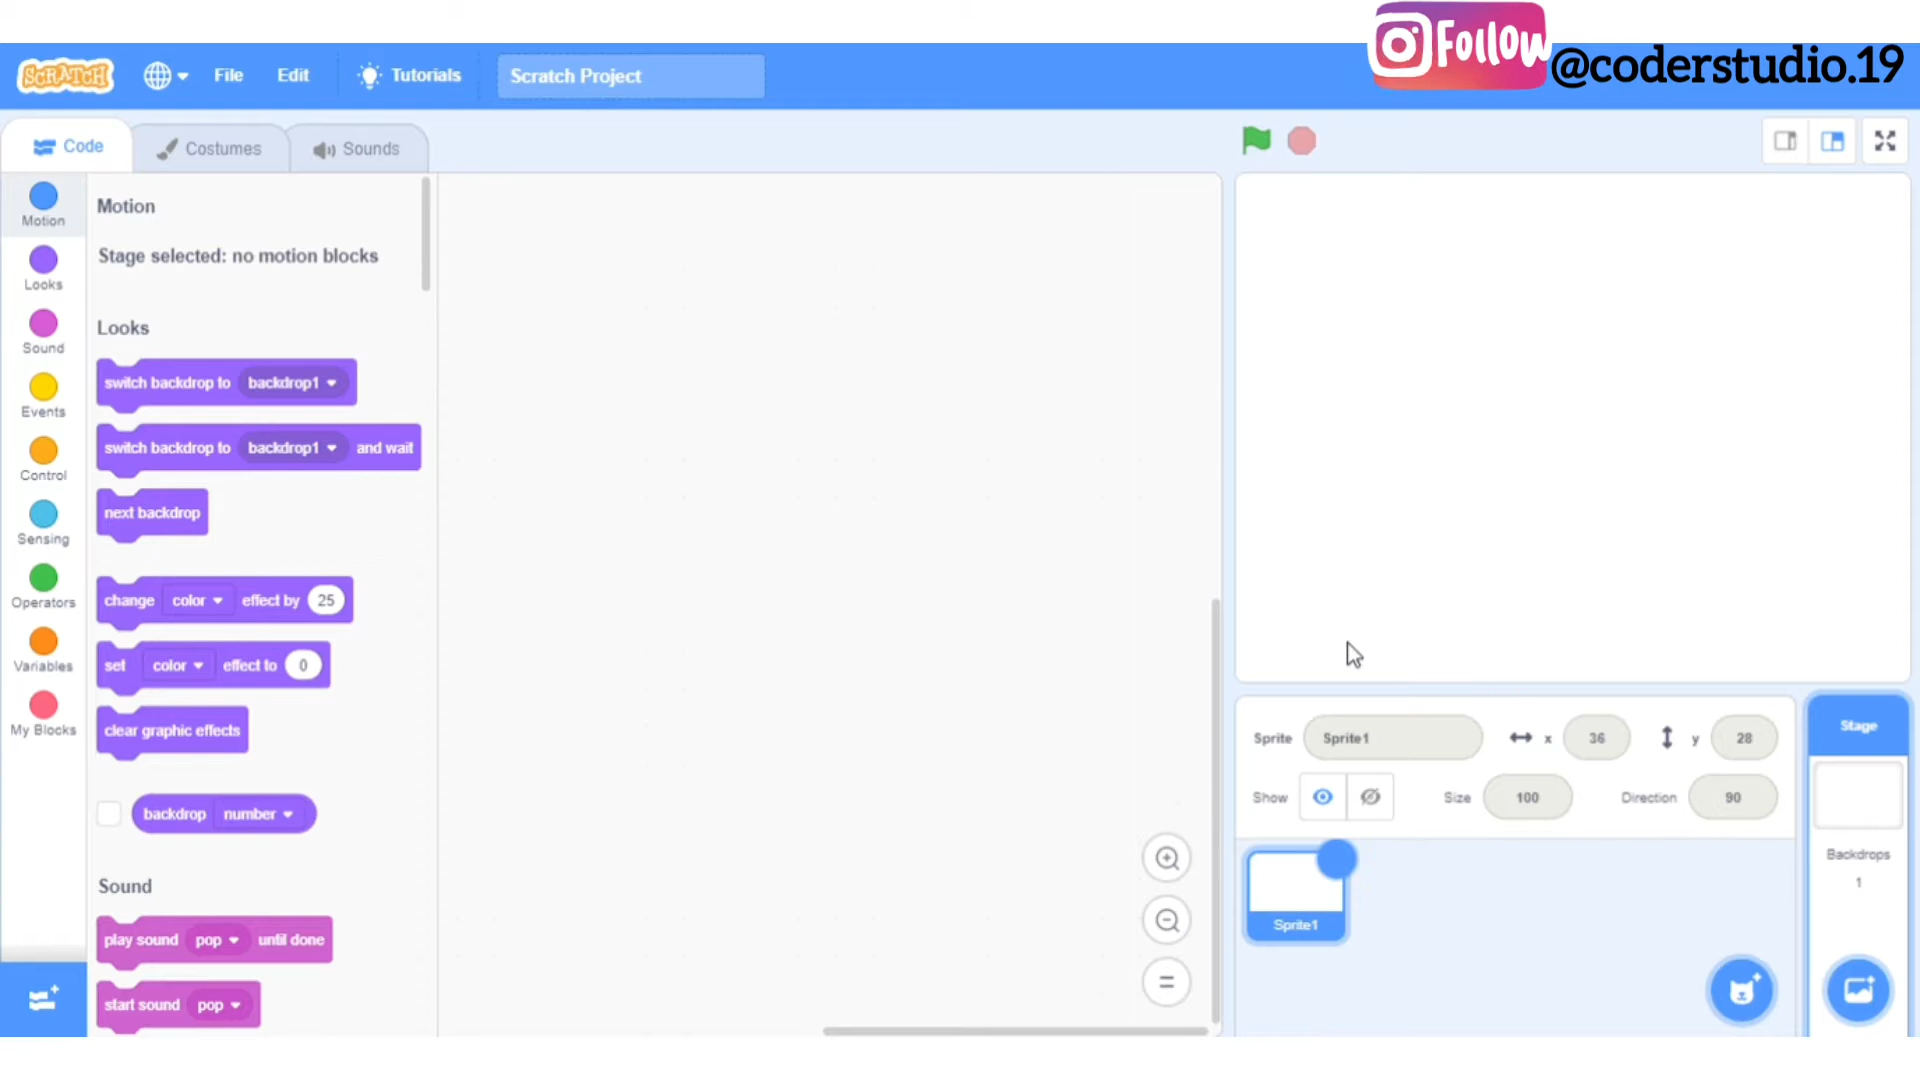 Follow
@coderstudio.19
SCRATCH
File
Edit
Tutorials
Scratch Project
Code
Costumes
Sounds
Motion
Looks
Sound
Events
Control
Sensing
Operators
Variables
My Blocks
Motion
Stage selected: no motion blocks
Looks
switch backdrop to backdrop1
switch backdrop to backdrop1 and wait
next backdrop
change color effect by 25
set color effect to 0
clear graphic effects
backdrop number
Sound
play sound pop until done
start sound pop
Sprite Sprite1 x 36 y 28
Show Size 100 Direction 90
Sprite1
Stage
Backdrops
1